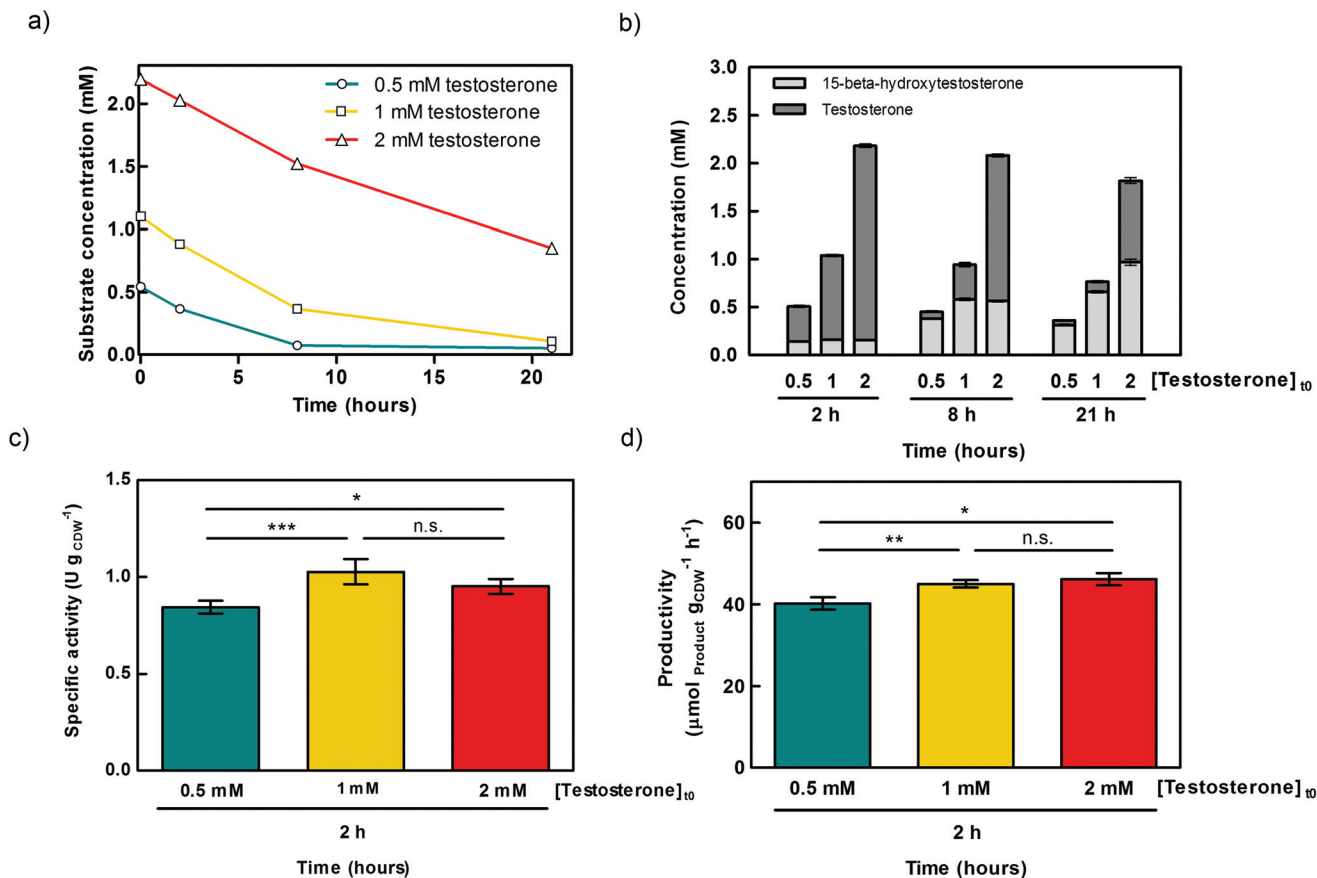 a)
Substrate concentration (mM)
2.0
1.5
1.0
0.5
0.0
0 5 10 15 20
Time (hours)
0.5 mM testosterone
1 mM testosterone
2 mM testosterone
b)
Concentration (mM)
3.0
2.5
2.0
1.5
1.0
0.5
0.0
15-beta-hydroxytestosterone
Testosterone
0.5 1 2 0.5 1 2 0.5 1 2 [Testosterone] t0
2 h 8 h 21 h
Time (hours)
c)
Specific activity (U g CDW-1)
1.5
1.0
0.5
0.0
*
*** n.s.
0.5 mM 1 mM 2 mM [Testosterone] t0
2 h
Time (hours)
d)
Productivity
(μmol Product gCDW-1 h-1)
60
40
20
0
*
** n.s.
0.5 mM 1 mM 2 mM [Testosterone] t0
2 h
Time (hours)